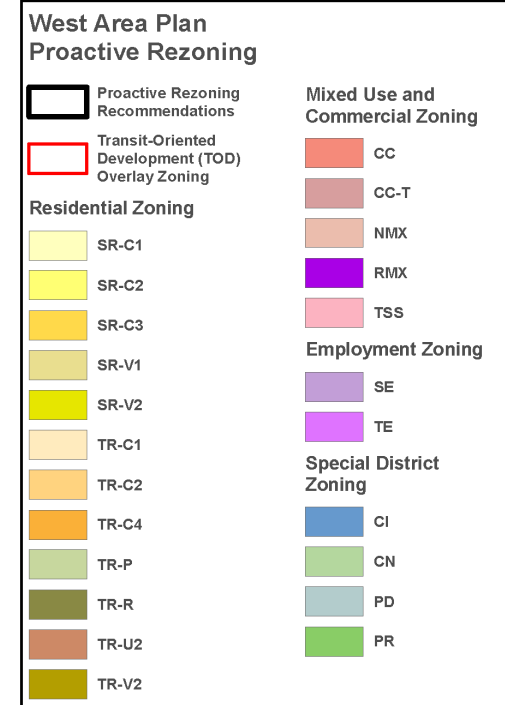 West Area Plan
Proactive Rezoning
Proactive Rezoning
Recommendations
Transit-Oriented
Development (TOD)
Overlay Zoning
Residential Zoning
SR-C1
SR-C2
SR-C3
SR-V1
SR-V2
TR-C1
TR-C2
TR-C4
TR-P
TR-R
TR-U2
TR-V2
Mixed Use and
Commercial Zoning
CC
CC-T
NMX
RMX
TSS
Employment Zoning
SE
TE
Special District
Zoning
CI
CN
PD
PR